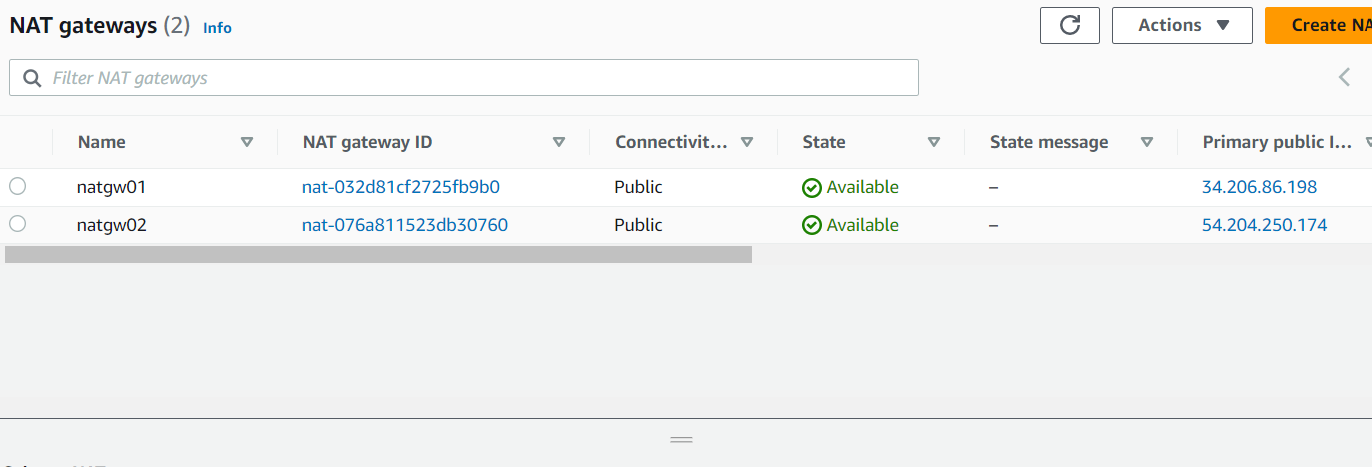 NAT gateways (2) Info
Actions
Create NA
Filter NAT gateways
Name NAT gateway ID Connectivit... State State message Primary public I...
natgw01 nat-032d81cf2725fb9b0 Public Available – 34.206.86.198
natgw02 nat-076a811523db30760 Public Available – 54.204.250.174